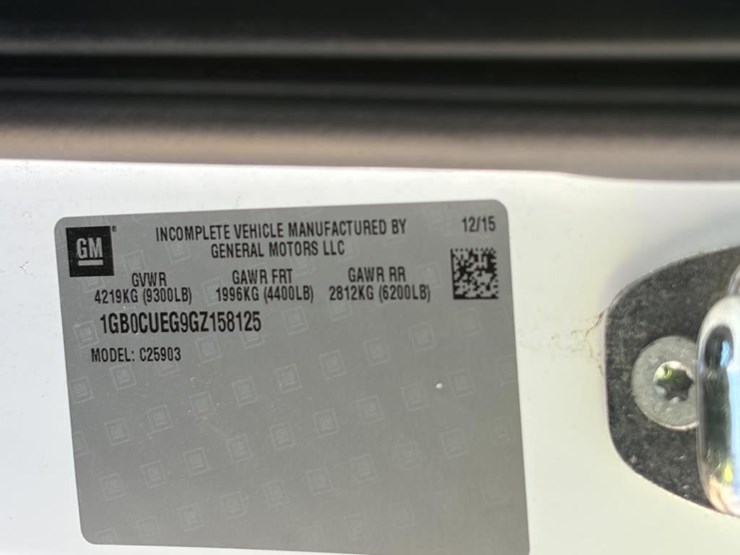 GM
INCOMPLETE VEHICLE MANUFACTURED BY
GENERAL MOTORS LLC
12/15
GVWR GAWR FRT GAWR RR
4219KG (9300LB) 1996KG (4400LB) 2812KG (6200LB)
1GB0CUEG9GZ158125
MODEL: C25903